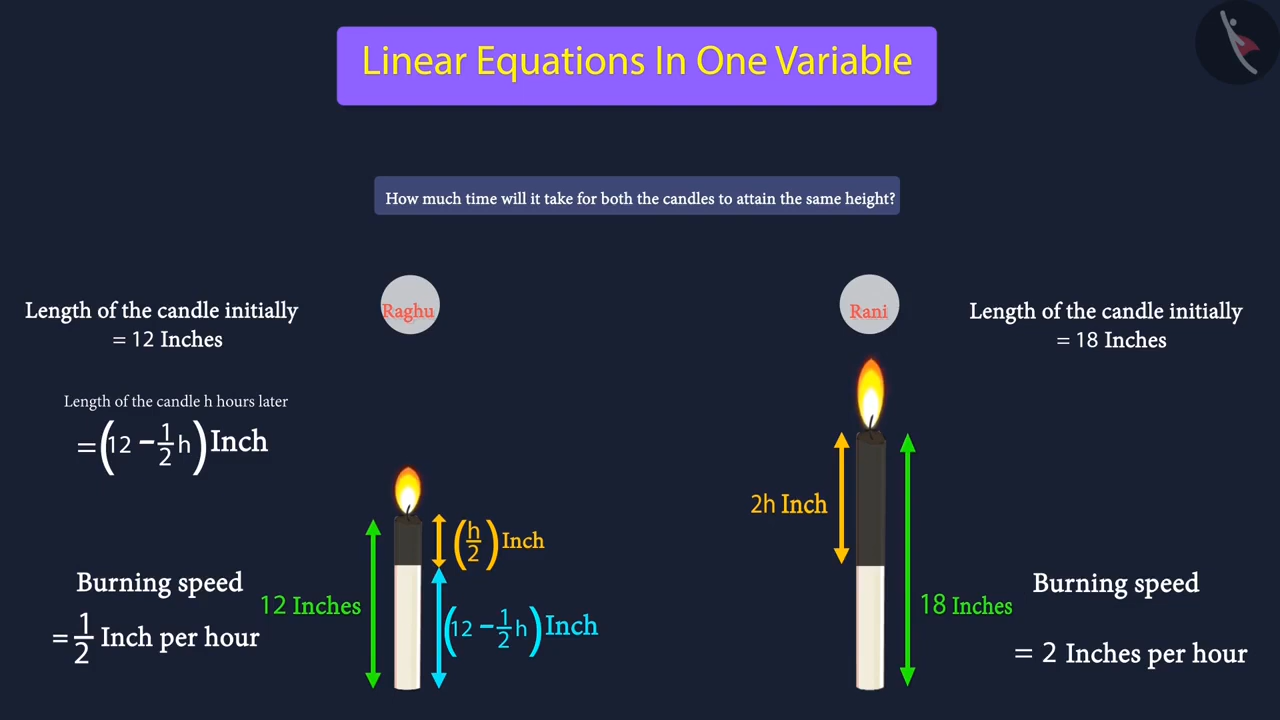 Linear Equations In One Variable
How much time will it take for both the candles to attain the same height?
Raghu
Rani
Length of the candle initially
= 12 Inches
Length of the candle initially
= 18 Inches
Length of the candle h hours later
= (12 − 1/2 h) Inch
2h Inch
(h/2) Inch
Burning speed
= 1/2 Inch per hour
12 Inches
(12 − 1/2 h) Inch
18 Inches
Burning speed
= 2 Inches per hour